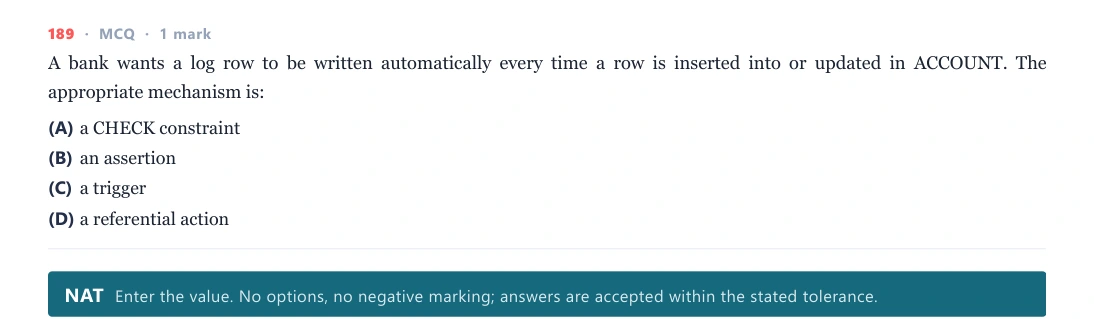 189 · MCQ · 1 mark
A bank wants a log row to be written automatically every time a row is inserted into or updated in ACCOUNT. The
appropriate mechanism is:
(A) a CHECK constraint
(B) an assertion
(C) a trigger
(D) a referential action
NAT Enter the value. No options, no negative marking; answers are accepted within the stated tolerance.